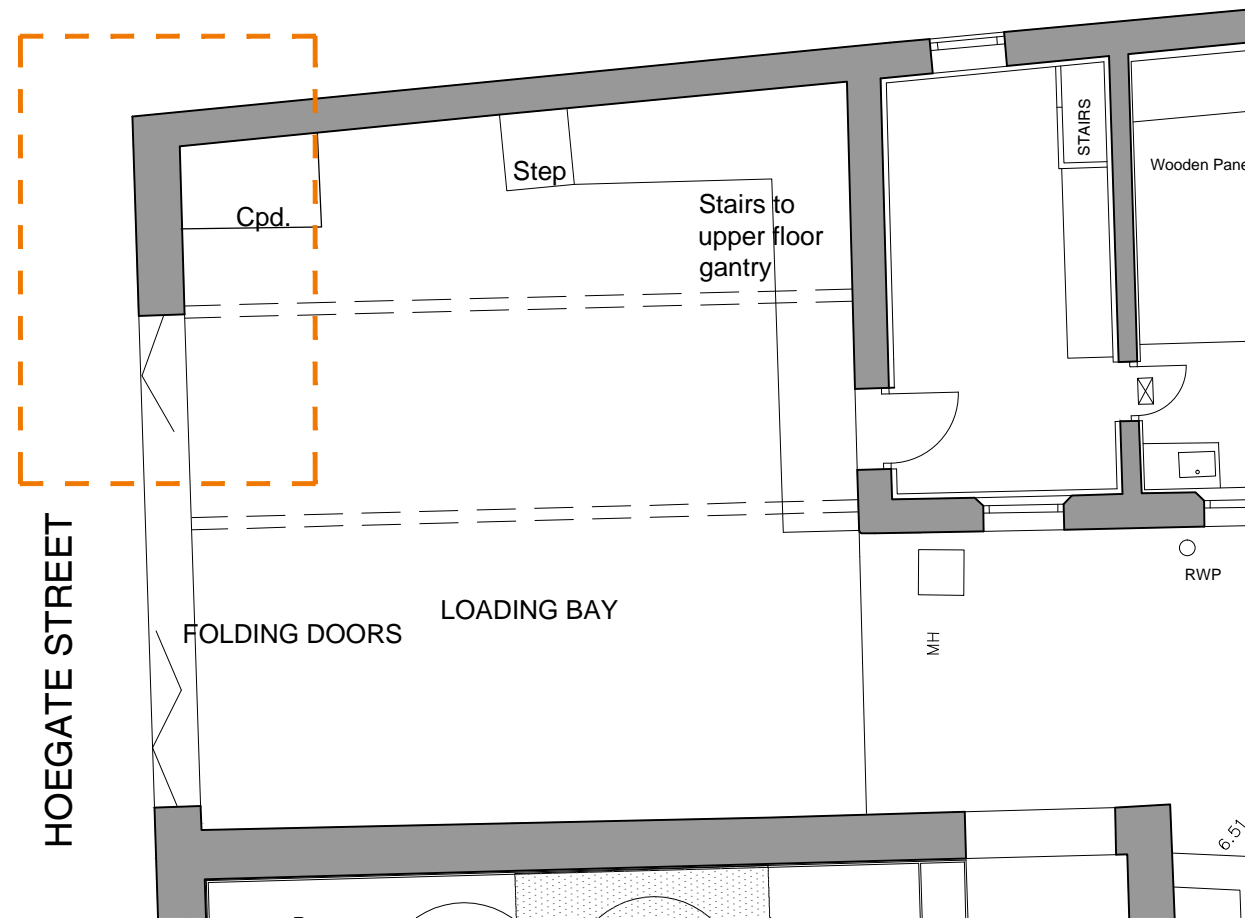 STAIRS
Wooden Pane
Step
Cpd.
Stairs to
upper floor
gantry
HOEGATE STREET
RWP
LOADING BAY
FOLDING DOORS
MH
6.51